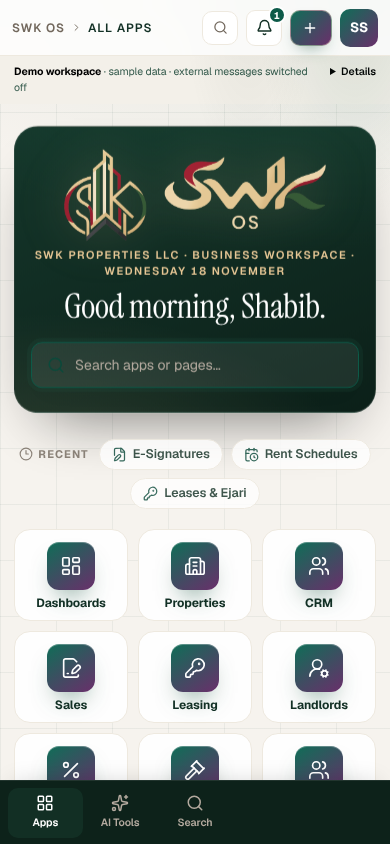 SWK OS > ALL APPS
1
SS
Demo workspace · sample data · external messages switched off
Details
SWK
Swk
OS
SWK PROPERTIES LLC · BUSINESS WORKSPACE ·
WEDNESDAY 18 NOVEMBER
Good morning, Shabib.
Search apps or pages...
RECENT
E-Signatures
Rent Schedules
Leases & Ejari
Dashboards
Properties
CRM
Sales
Leasing
Landlords
Apps
AI Tools
Search